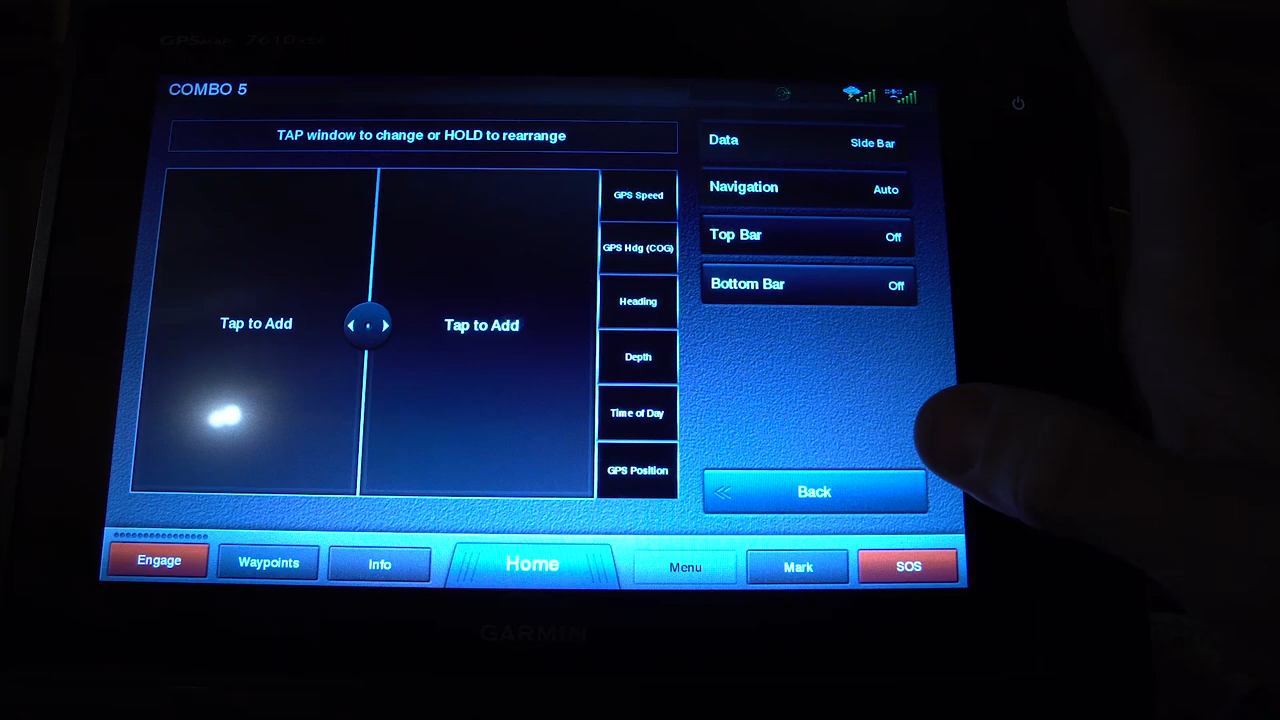 GPSMAP 7610xsv
COMBO 5
TAP window to change or HOLD to rearrange
Tap to Add
Tap to Add
GPS Speed
GPS Hdg (COG)
Heading
Depth
Time of Day
GPS Position
Data Side Bar
Navigation Auto
Top Bar Off
Bottom Bar Off
Back
Engage
Waypoints
Info
Home
Menu
Mark
SOS
GARMIN